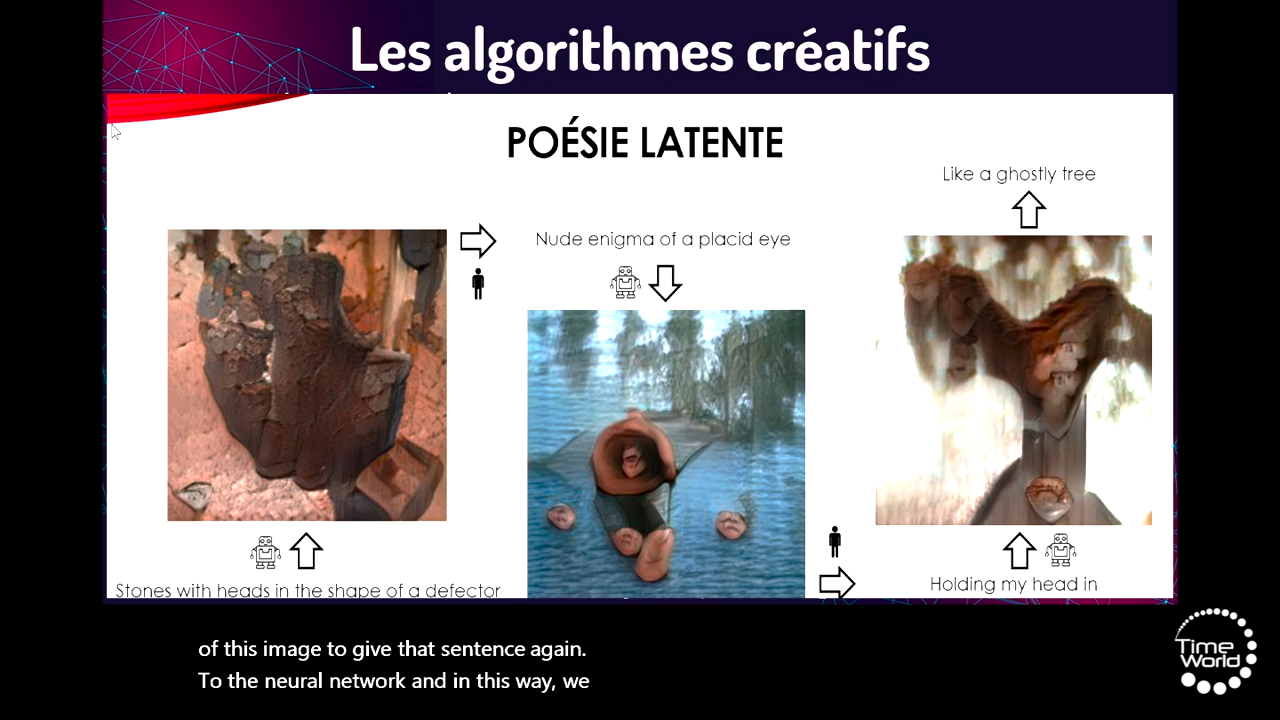 Les algorithmes créatifs
POÉSIE LATENTE
Like a ghostly tree
Nude enigma of a placid eye
Stones with heads in the shape of a defector
Holding my head in
of this image to give that sentence again.
To the neural network and in this way, we
Time
World